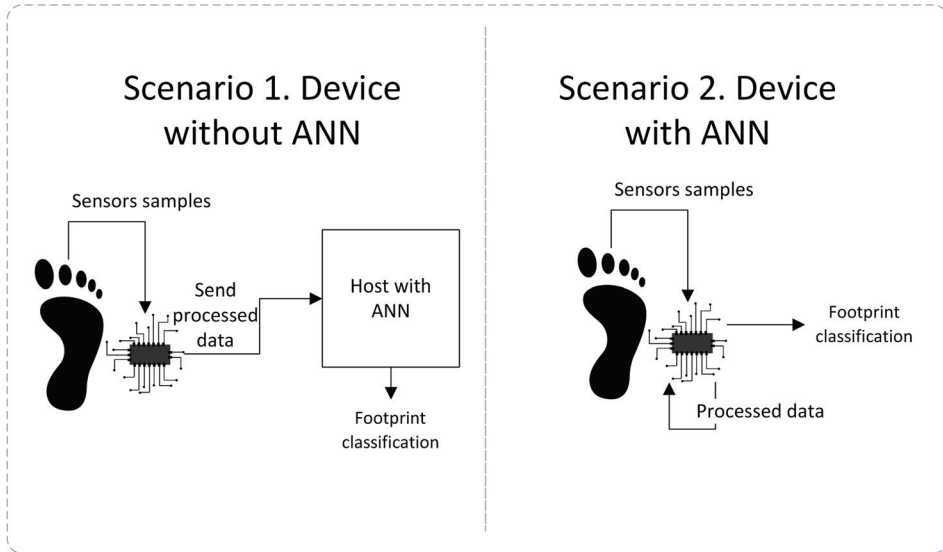 Scenario 1. Device
without ANN
Sensors samples
Send
processed
data
Host with
ANN
Footprint
classification
Scenario 2. Device
with ANN
Sensors samples
Footprint
classification
Processed data